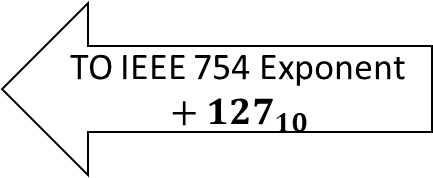 TO IEEE 754 Exponent
+ 127₁₀